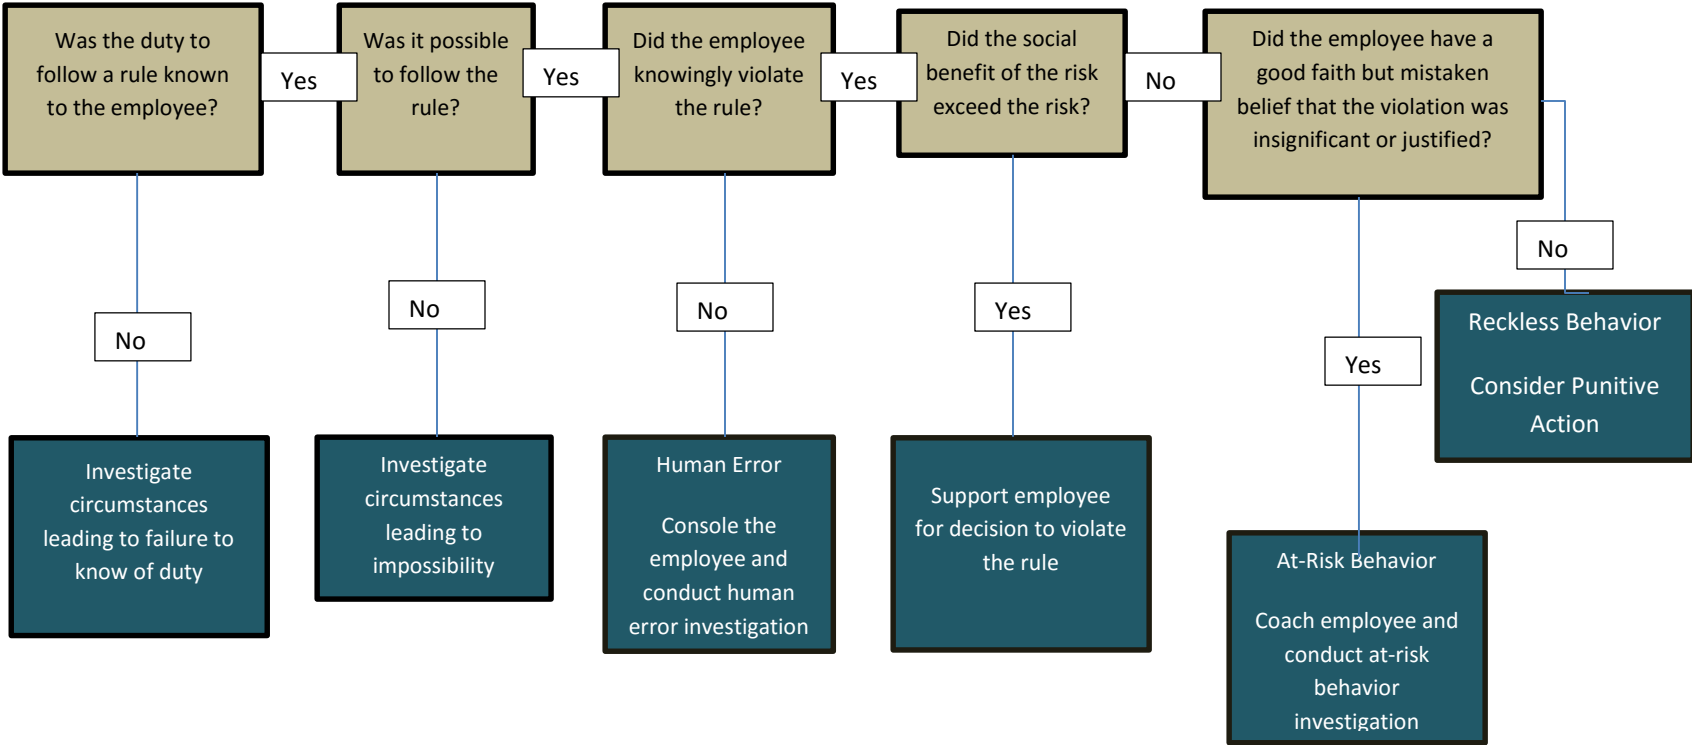 Was the duty to
follow a rule known
to the employee?
Yes
Was it possible
to follow the
rule?
Yes
Did the employee
knowingly violate
the rule?
Yes
Did the social
benefit of the risk
exceed the risk?
No
Did the employee have a
good faith but mistaken
belief that the violation was
insignificant or justified?
No
No
No
Yes
Yes
No
Investigate
circumstances
leading to failure to
know of duty
Investigate
circumstances
leading to
impossibility
Human Error
Console the
employee and
conduct human
error investigation
Support employee
for decision to violate
the rule
At-Risk Behavior
Coach employee and
conduct at-risk
behavior
investigation
Reckless Behavior
Consider Punitive
Action